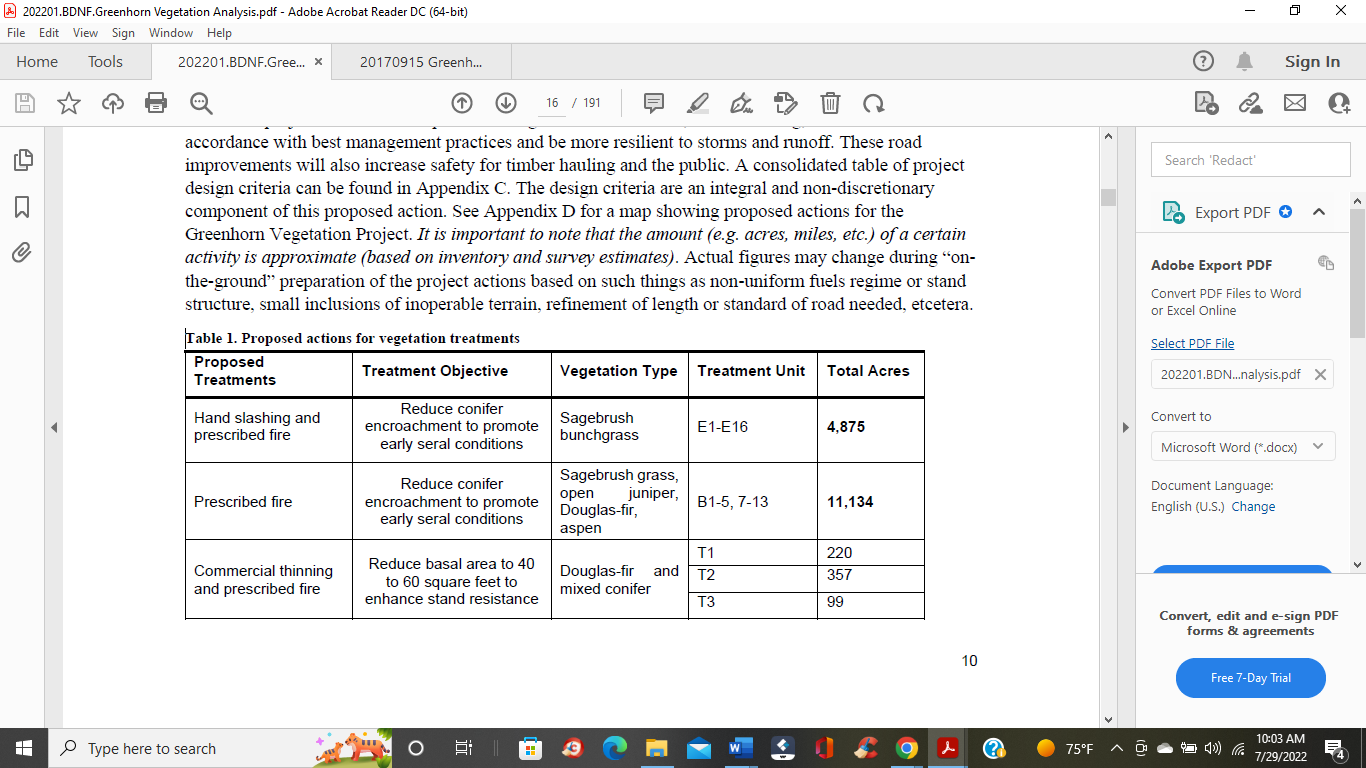 202201.BDNF.Greenhorn Vegetation Analysis.pdf - Adobe Acrobat Reader DC (64-bit)
File Edit View Sign Window Help
Home Tools 202201.BDNF.Gree... × 20170915 Greenh... Sign In
16 / 191
accordance with best management practices and be more resilient to storms and runoff. These road
improvements will also increase safety for timber hauling and the public. A consolidated table of project
design criteria can be found in Appendix C. The design criteria are an integral and non-discretionary
component of this proposed action. See Appendix D for a map showing proposed actions for the
Greenhorn Vegetation Project. It is important to note that the amount (e.g. acres, miles, etc.) of a certain
activity is approximate (based on inventory and survey estimates). Actual figures may change during “on-
the-ground” preparation of the project actions based on such things as non-uniform fuels regime or stand
structure, small inclusions of inoperable terrain, refinement of length or standard of road needed, etcetera.
Table 1. Proposed actions for vegetation treatments
Proposed
Treatments
Treatment Objective
Vegetation Type
Treatment Unit
Total Acres
Hand slashing and
prescribed fire
Reduce conifer
encroachment to promote
early seral conditions
Sagebrush
bunchgrass
E1-E16
4,875
Prescribed fire
Reduce conifer
encroachment to promote
early seral conditions
Sagebrush grass,
open juniper,
Douglas-fir,
aspen
B1-5, 7-13
11,134
Commercial thinning
and prescribed fire
Reduce basal area to 40
to 60 square feet to
enhance stand resistance
Douglas-fir and
mixed conifer
T1 220
T2 357
T3 99
10
Search 'Redact'
Export PDF
Adobe Export PDF
Convert PDF Files to Word
or Excel Online
Select PDF File
202201.BDN...nalysis.pdf
Convert to
Microsoft Word (*.docx)
Document Language:
English (U.S.) Change
Convert, edit and e-sign PDF
forms & agreements
Free 7-Day Trial
Type here to search
75°F
10:03 AM
7/29/2022
4